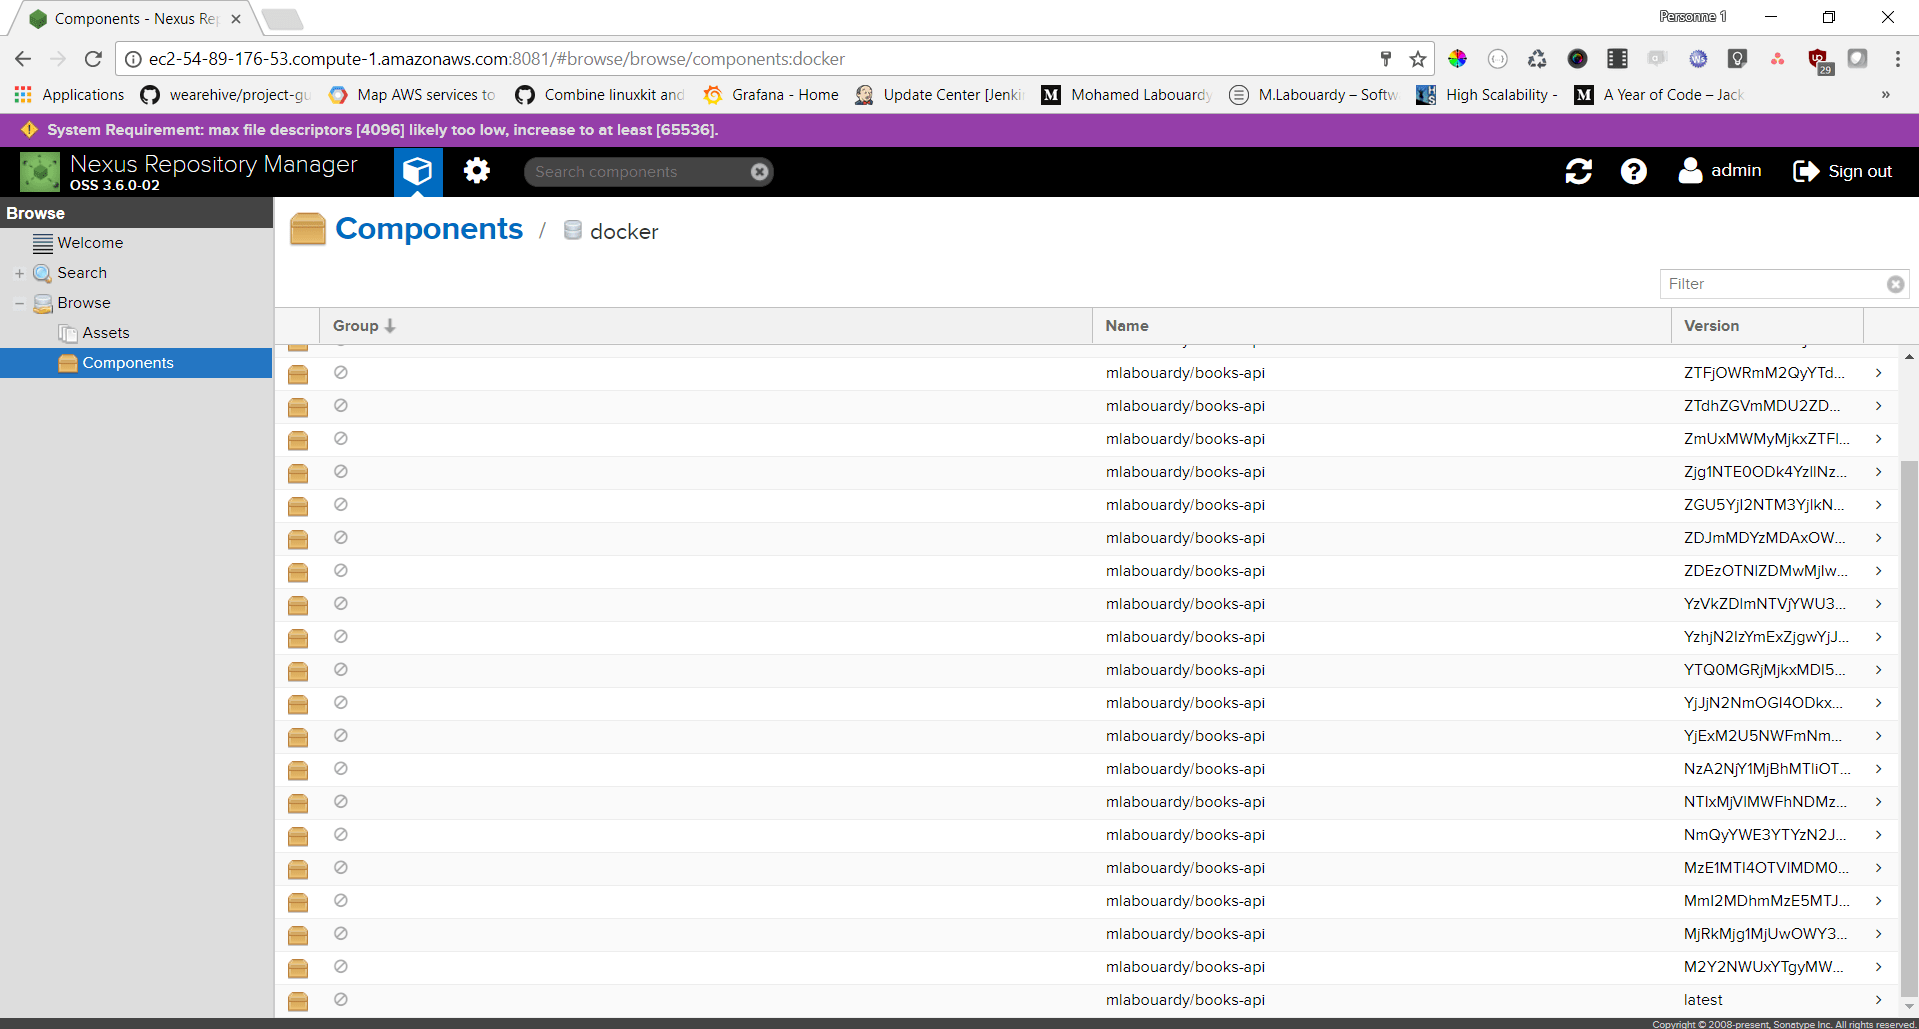 Components - Nexus Rep
Personne 1
ec2-54-89-176-53.compute-1.amazonaws.com:8081/#browse/browse/components:docker
29
Applications wearehive/project-gu Map AWS services to Combine linuxkit and Grafana - Home Update Center [Jenki Mohamed Labouardy M.Labouardy – Softw High Scalability - A Year of Code – Jack »
System Requirement: max file descriptors [4096] likely too low, increase to at least [65536].
Nexus Repository Manager
OSS 3.6.0-02
Search components
admin
Sign out
Browse
Welcome
Search
Browse
Assets
Components
Components / docker
Filter
Group Name Version
mlabouardy/books-api ZTFjOWRmM2QyYTd...
mlabouardy/books-api ZTdhZGVmMDU2ZD...
mlabouardy/books-api ZmUxMWMyMjkxZTFl...
mlabouardy/books-api Zjg1NTE0ODk4YzllNz...
mlabouardy/books-api ZGU5YjI2NTM3YjlkN...
mlabouardy/books-api ZDJmMDYzMDAxOW...
mlabouardy/books-api ZDEzOTNlZDMwMjIw...
mlabouardy/books-api YzVkZDlmNTVjYWU3...
mlabouardy/books-api YzhjN2IzYmExZjgwYjJ...
mlabouardy/books-api YTQ0MGRjMjkxMDI5...
mlabouardy/books-api YjJjN2NmOGI4ODkx...
mlabouardy/books-api YjExM2U5NWFmNm...
mlabouardy/books-api NzA2NjY1MjBhMTliOT...
mlabouardy/books-api NTIxMjVlMWFhNDMz...
mlabouardy/books-api NmQyYWE3YTYzN2J...
mlabouardy/books-api MzE1MTI4OTVlMDM0...
mlabouardy/books-api MmI2MDhmMzE5MTJ...
mlabouardy/books-api MjRkMjg1MjUwOWY3...
mlabouardy/books-api M2Y2NWUxYTgyMW...
mlabouardy/books-api latest
Copyright © 2008-present, Sonatype Inc. All rights reserved.